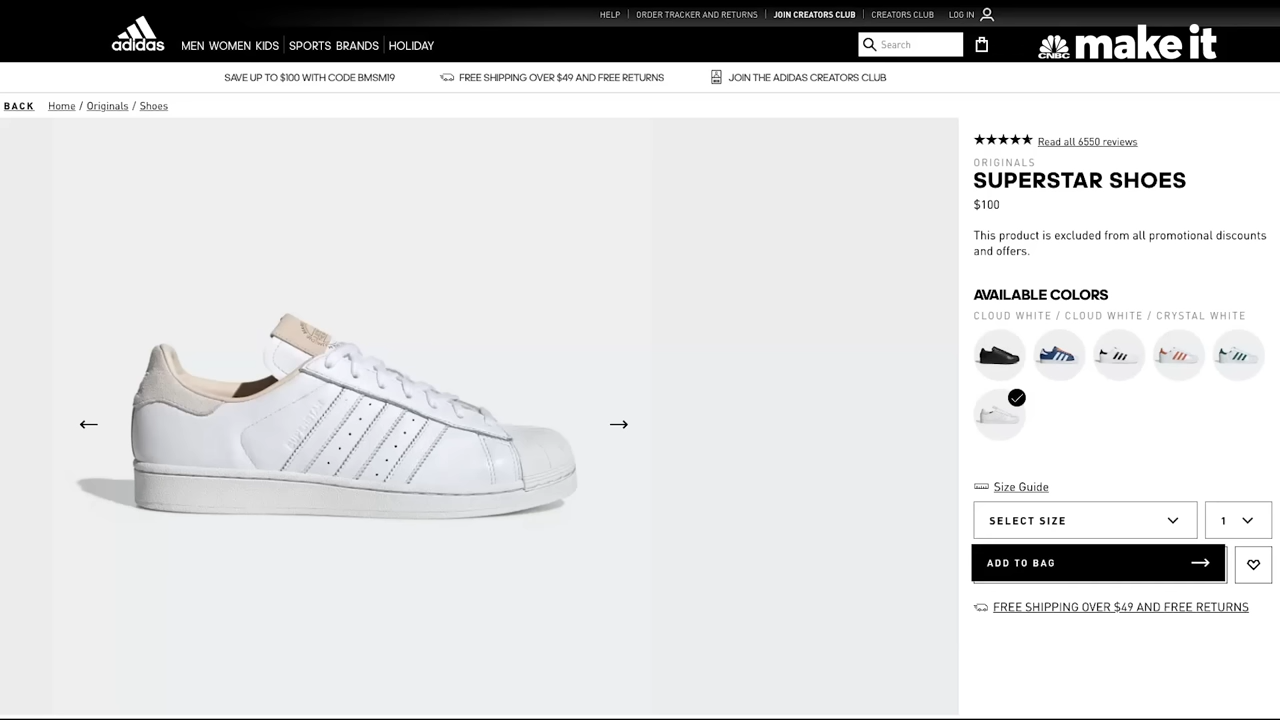 HELP
ORDER TRACKER AND RETURNS
JOIN CREATORS CLUB
CREATORS CLUB
LOG IN
adidas
MEN WOMEN KIDS
SPORTS BRANDS
HOLIDAY
Search
CNBC make it
SAVE UP TO $100 WITH CODE BMSM19
FREE SHIPPING OVER $49 AND FREE RETURNS
JOIN THE ADIDAS CREATORS CLUB
BACK
Home / Originals / Shoes
Read all 6550 reviews
ORIGINALS
SUPERSTAR SHOES
$100
This product is excluded from all promotional discounts
and offers.
AVAILABLE COLORS
CLOUD WHITE / CLOUD WHITE / CRYSTAL WHITE
Size Guide
SELECT SIZE
1
ADD TO BAG
FREE SHIPPING OVER $49 AND FREE RETURNS